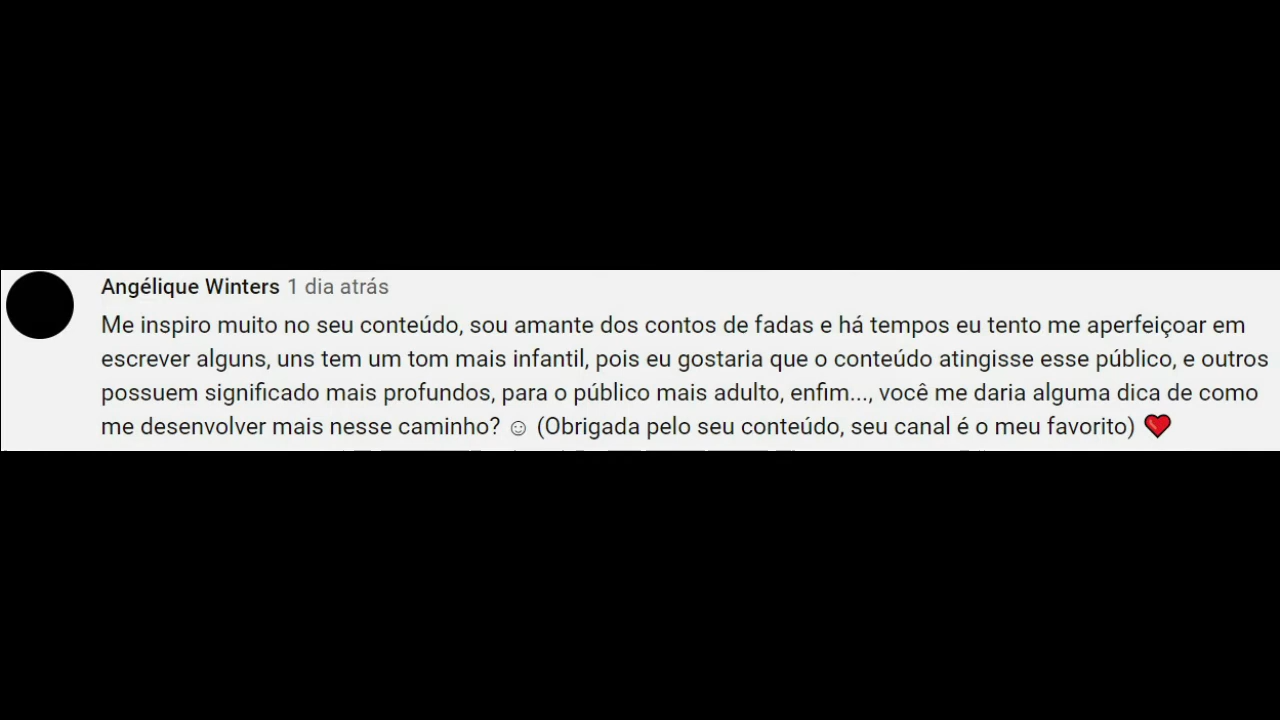 Angélique Winters 1 dia atrás
Me inspiro muito no seu conteúdo, sou amante dos contos de fadas e há tempos eu tento me aperfeiçoar em
escrever alguns, uns tem um tom mais infantil, pois eu gostaria que o conteúdo atingisse esse público, e outros
possuem significado mais profundos, para o público mais adulto, enfim..., você me daria alguma dica de como
me desenvolver mais nesse caminho? ☺ (Obrigada pelo seu conteúdo, seu canal é o meu favorito) ❤